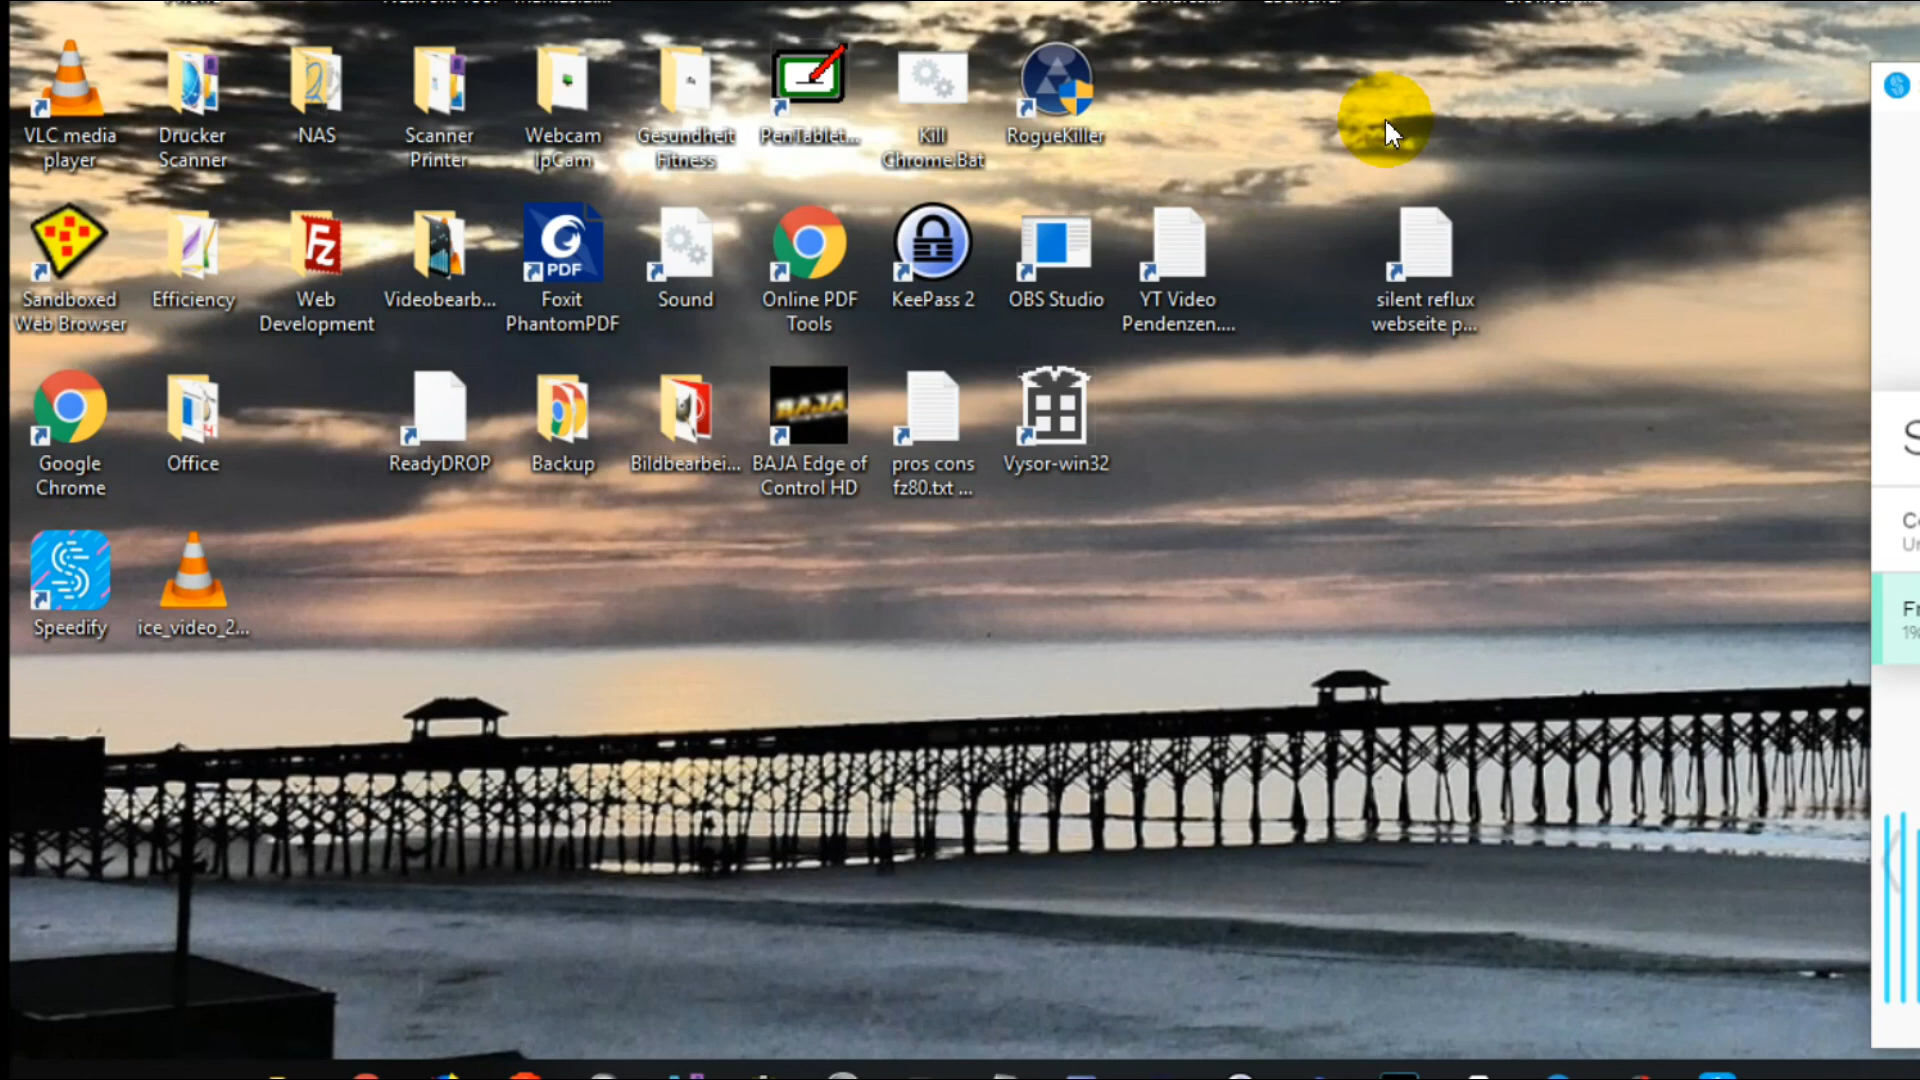 VLC media
player
Drucker
Scanner
NAS
Scanner
Printer
Webcam
IpCam
Gesundheit
Fitness
PenTablet...
Kill
Chrome.Bat
RogueKiller
Sandboxed
Web Browser
Efficiency
Web
Development
Videobearb...
Foxit
PhantomPDF
PDF
Sound
Online PDF
Tools
KeePass 2
OBS Studio
YT Video
Pendenzen....
silent reflux
webseite p...
Google
Chrome
Office
ReadyDROP
Backup
Bildbearbei...
BAJA
BAJA Edge of
Control HD
pros cons
fz80.txt ...
Vysor-win32
Speedify
ice_video_2...